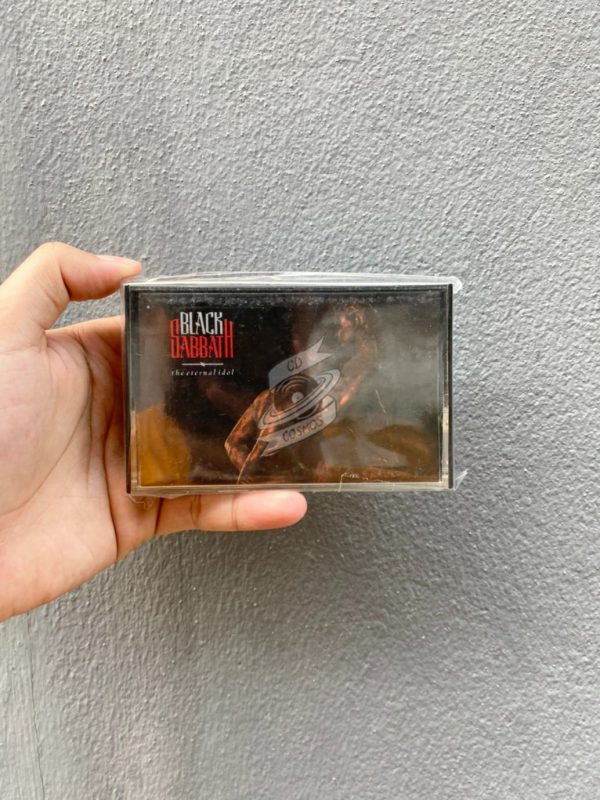 BLACK
SABBATH
the eternal idol
CD
COSMOS